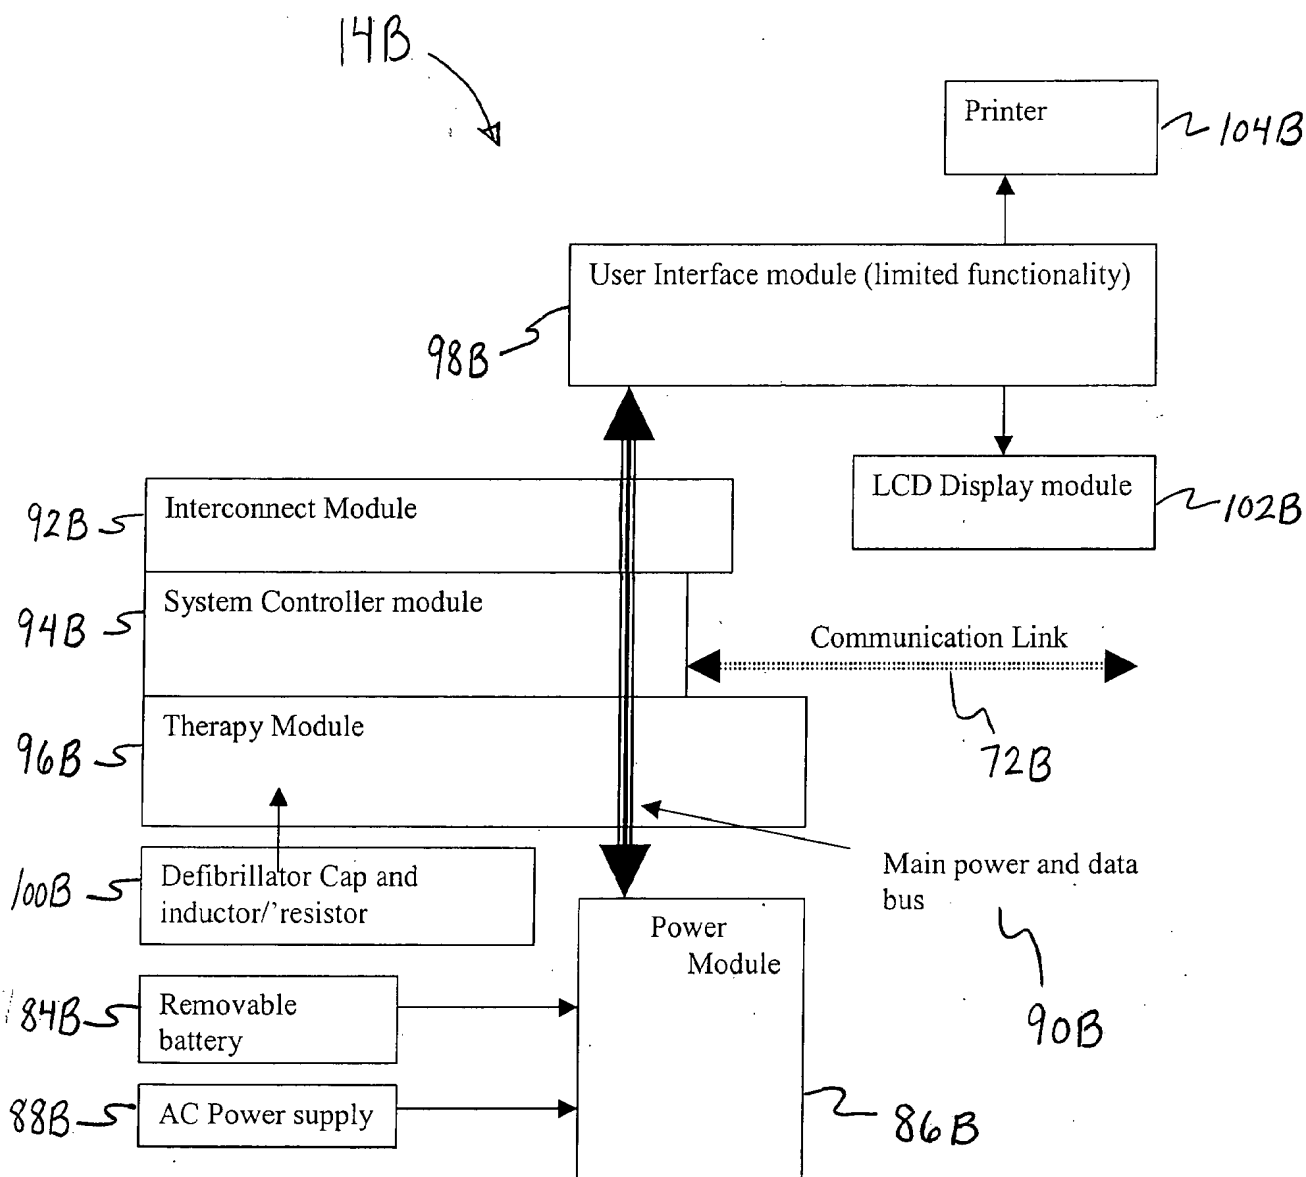 14B
Printer
104B
User Interface module (limited functionality)
98B
LCD Display module
102B
Interconnect Module
92B
System Controller module
94B
Communication Link
72B
Therapy Module
96B
Main power and data
bus
90B
Defibrillator Cap and
inductor/'resistor
100B
Power
Module
86B
Removable
battery
84B
AC Power supply
88B